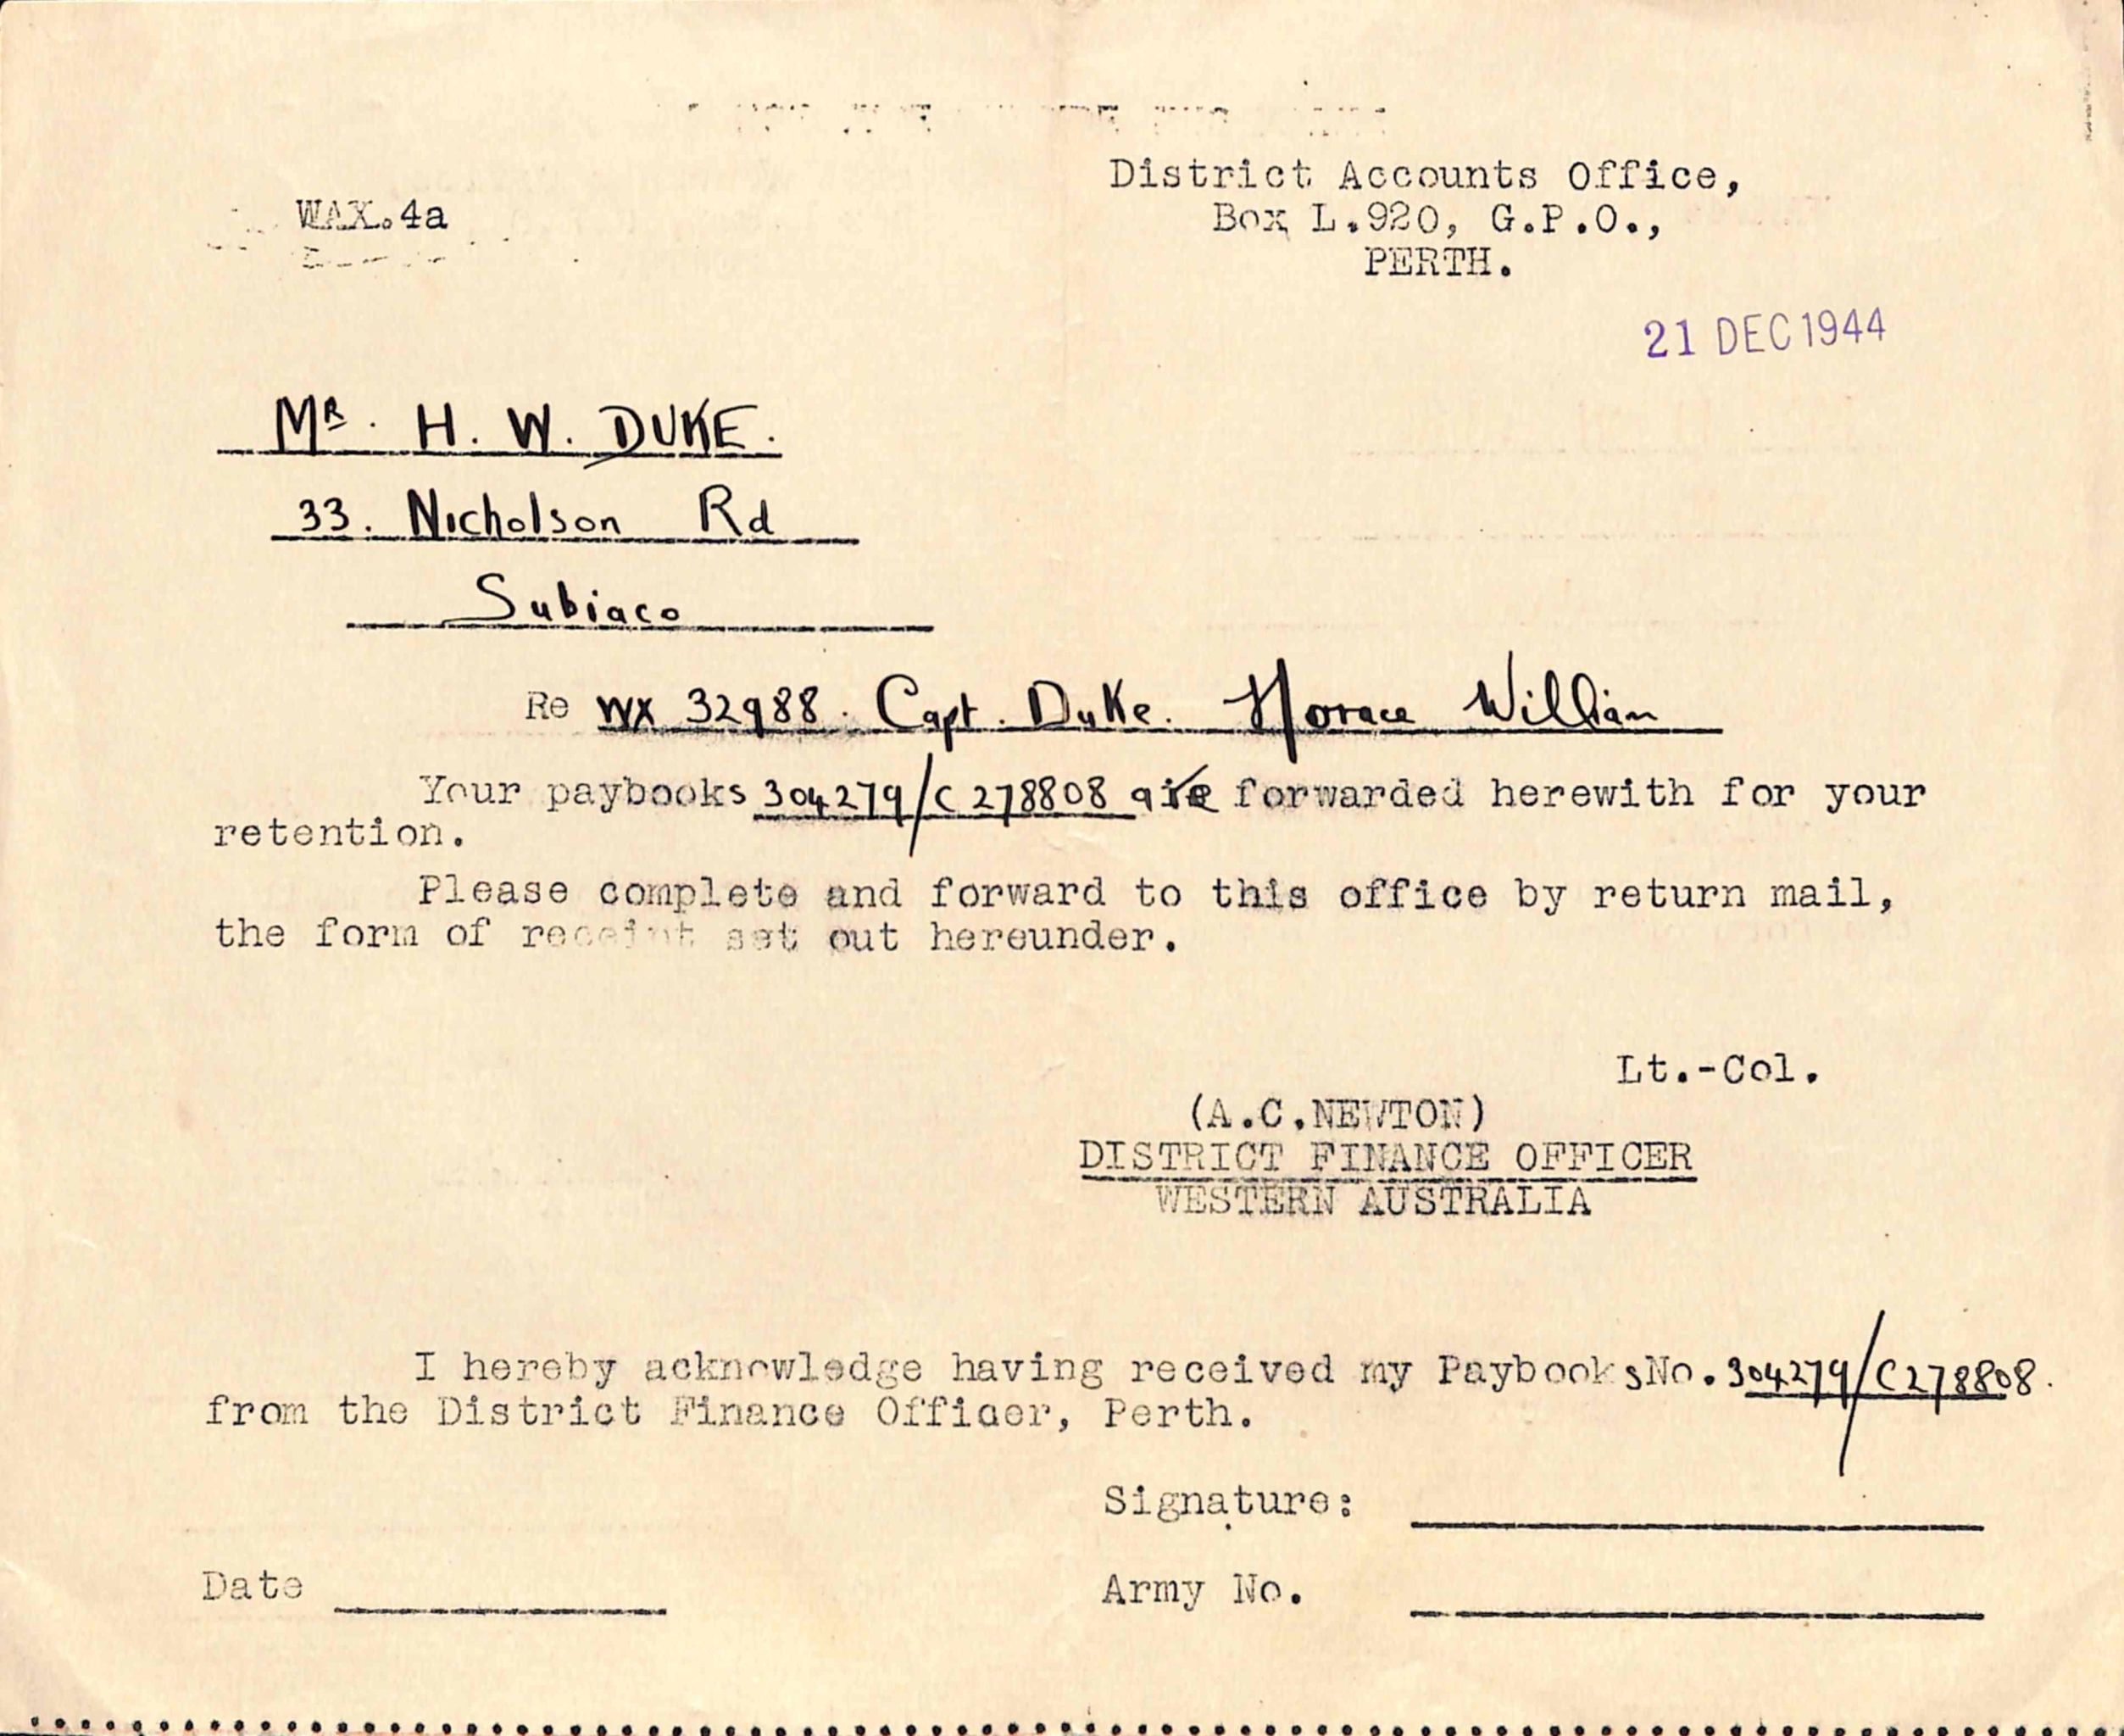 District Accounts Office,
WAX.4a
Box L.920, G.P.O.,
PERTH.
21 DEC 1944
Mr. H. W. DUKE.
33. Nicholson Rd
Subiaco
Re WX 32988. Capt. Duke. Horace William
Your paybooks 304279/C278808 are forwarded herewith for your
retention.
Please complete and forward to this office by return mail,
the form of receipt set out hereunder.
Lt.-Col.
(A.C.NEWTON)
DISTRICT FINANCE OFFICER
WESTERN AUSTRALIA
I hereby acknowledge having received my Paybooks No. 304279/C278808.
from the District Finance Officer, Perth.
Signature:
Date
Army No.